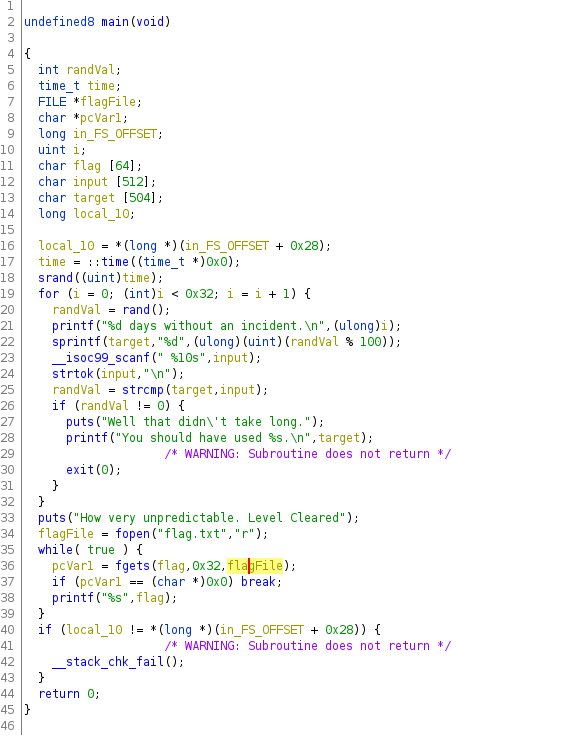 1
2 undefined8 main(void)
3
4 {
5 int randVal;
6 time_t time;
7 FILE *flagFile;
8 char *pcVar1;
9 long in_FS_OFFSET;
10 uint i;
11 char flag [64];
12 char input [512];
13 char target [504];
14 long local_10;
15
16 local_10 = *(long *)(in_FS_OFFSET + 0x28);
17 time = ::time((time_t *)0x0);
18 srand((uint)time);
19 for (i = 0; (int)i < 0x32; i = i + 1) {
20 randVal = rand();
21 printf("%d days without an incident.\n",(ulong)i);
22 sprintf(target,"%d",(ulong)(uint)(randVal % 100));
23 __isoc99_scanf(" %10s",input);
24 strtok(input,"\n");
25 randVal = strcmp(target,input);
26 if (randVal != 0) {
27 puts("Well that didn\'t take long.");
28 printf("You should have used %s.\n",target);
29 /* WARNING: Subroutine does not return */
30 exit(0);
31 }
32 }
33 puts("How very unpredictable. Level Cleared");
34 flagFile = fopen("flag.txt","r");
35 while( true ) {
36 pcVar1 = fgets(flag,0x32,flagFile);
37 if (pcVar1 == (char *)0x0) break;
38 printf("%s",flag);
39 }
40 if (local_10 != *(long *)(in_FS_OFFSET + 0x28)) {
41 /* WARNING: Subroutine does not return */
42 __stack_chk_fail();
43 }
44 return 0;
45 }
46